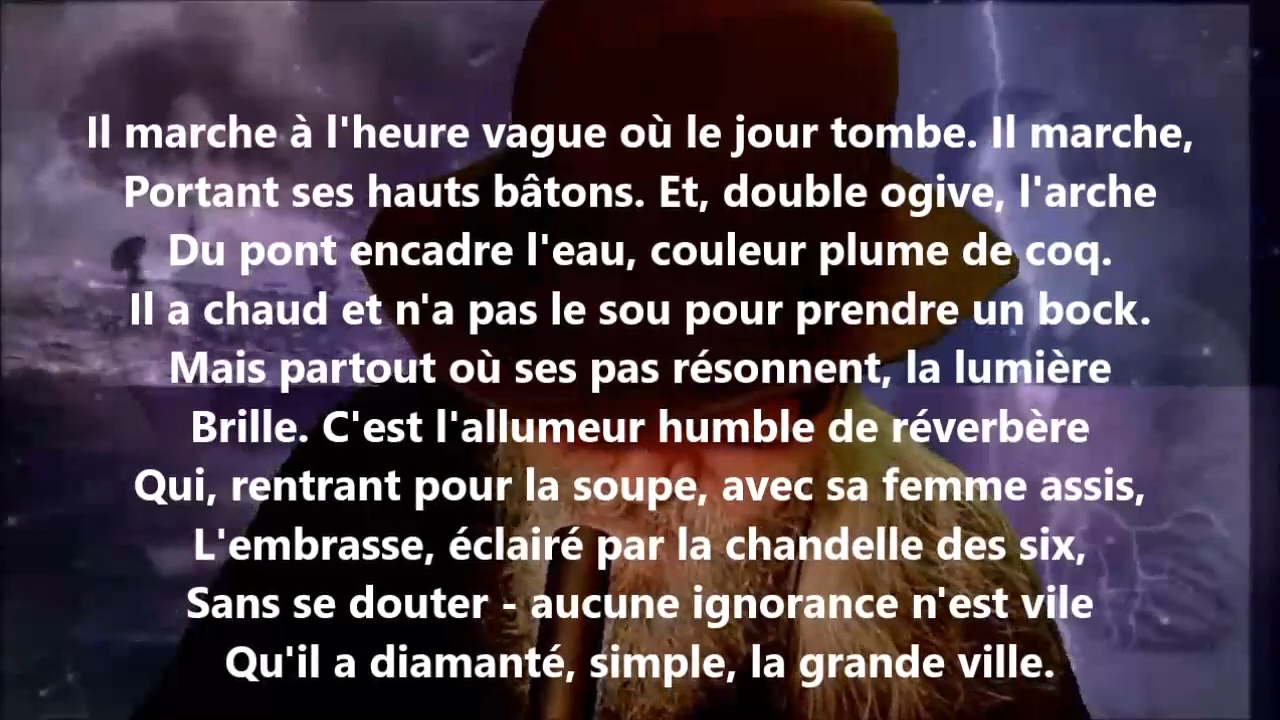 Il marche à l'heure vague où le jour tombe. Il marche,
Portant ses hauts bâtons. Et, double ogive, l'arche
Du pont encadre l'eau, couleur plume de coq.
Il a chaud et n'a pas le sou pour prendre un bock.
Mais partout où ses pas résonnent, la lumière
Brille. C'est l'allumeur humble de réverbère
Qui, rentrant pour la soupe, avec sa femme assis,
L'embrasse, éclairé par la chandelle des six,
Sans se douter - aucune ignorance n'est vile
Qu'il a diamanté, simple, la grande ville.